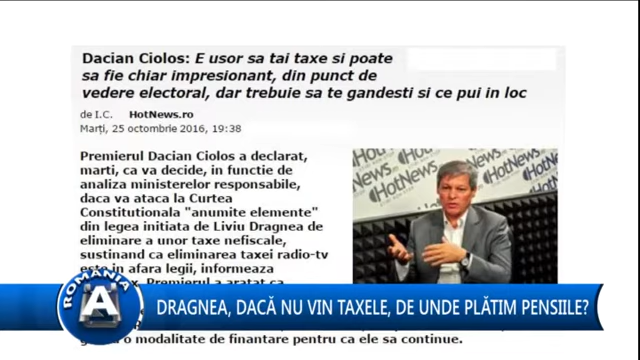 Dacian Ciolos: E usor sa tai taxe si poate
sa fie chiar impresionant, din punct de
vedere electoral, dar trebuie sa te gandesti si ce pui in loc
de I.C. HotNews.ro
Marţi, 25 octombrie 2016, 19:38
Premierul Dacian Ciolos a declarat,
marti, ca va decide, in functie de
analiza ministerelor responsabile,
daca va ataca la Curtea
Constitutionala "anumite elemente"
din legea initiata de Liviu Dragnea
de eliminare a unor taxe nefiscale,
sustinand ca eliminarea taxei radio-tv
in afara legii, informeaza
Premierul a aratat ca
HotNews.ro
HotNews
HotNews
ROMÂNIA
A
DRAGNEA, DACĂ NU VIN TAXELE, DE UNDE PLĂTIM PENSIILE?
o modalitate de finantare pentru ca ele sa continue.